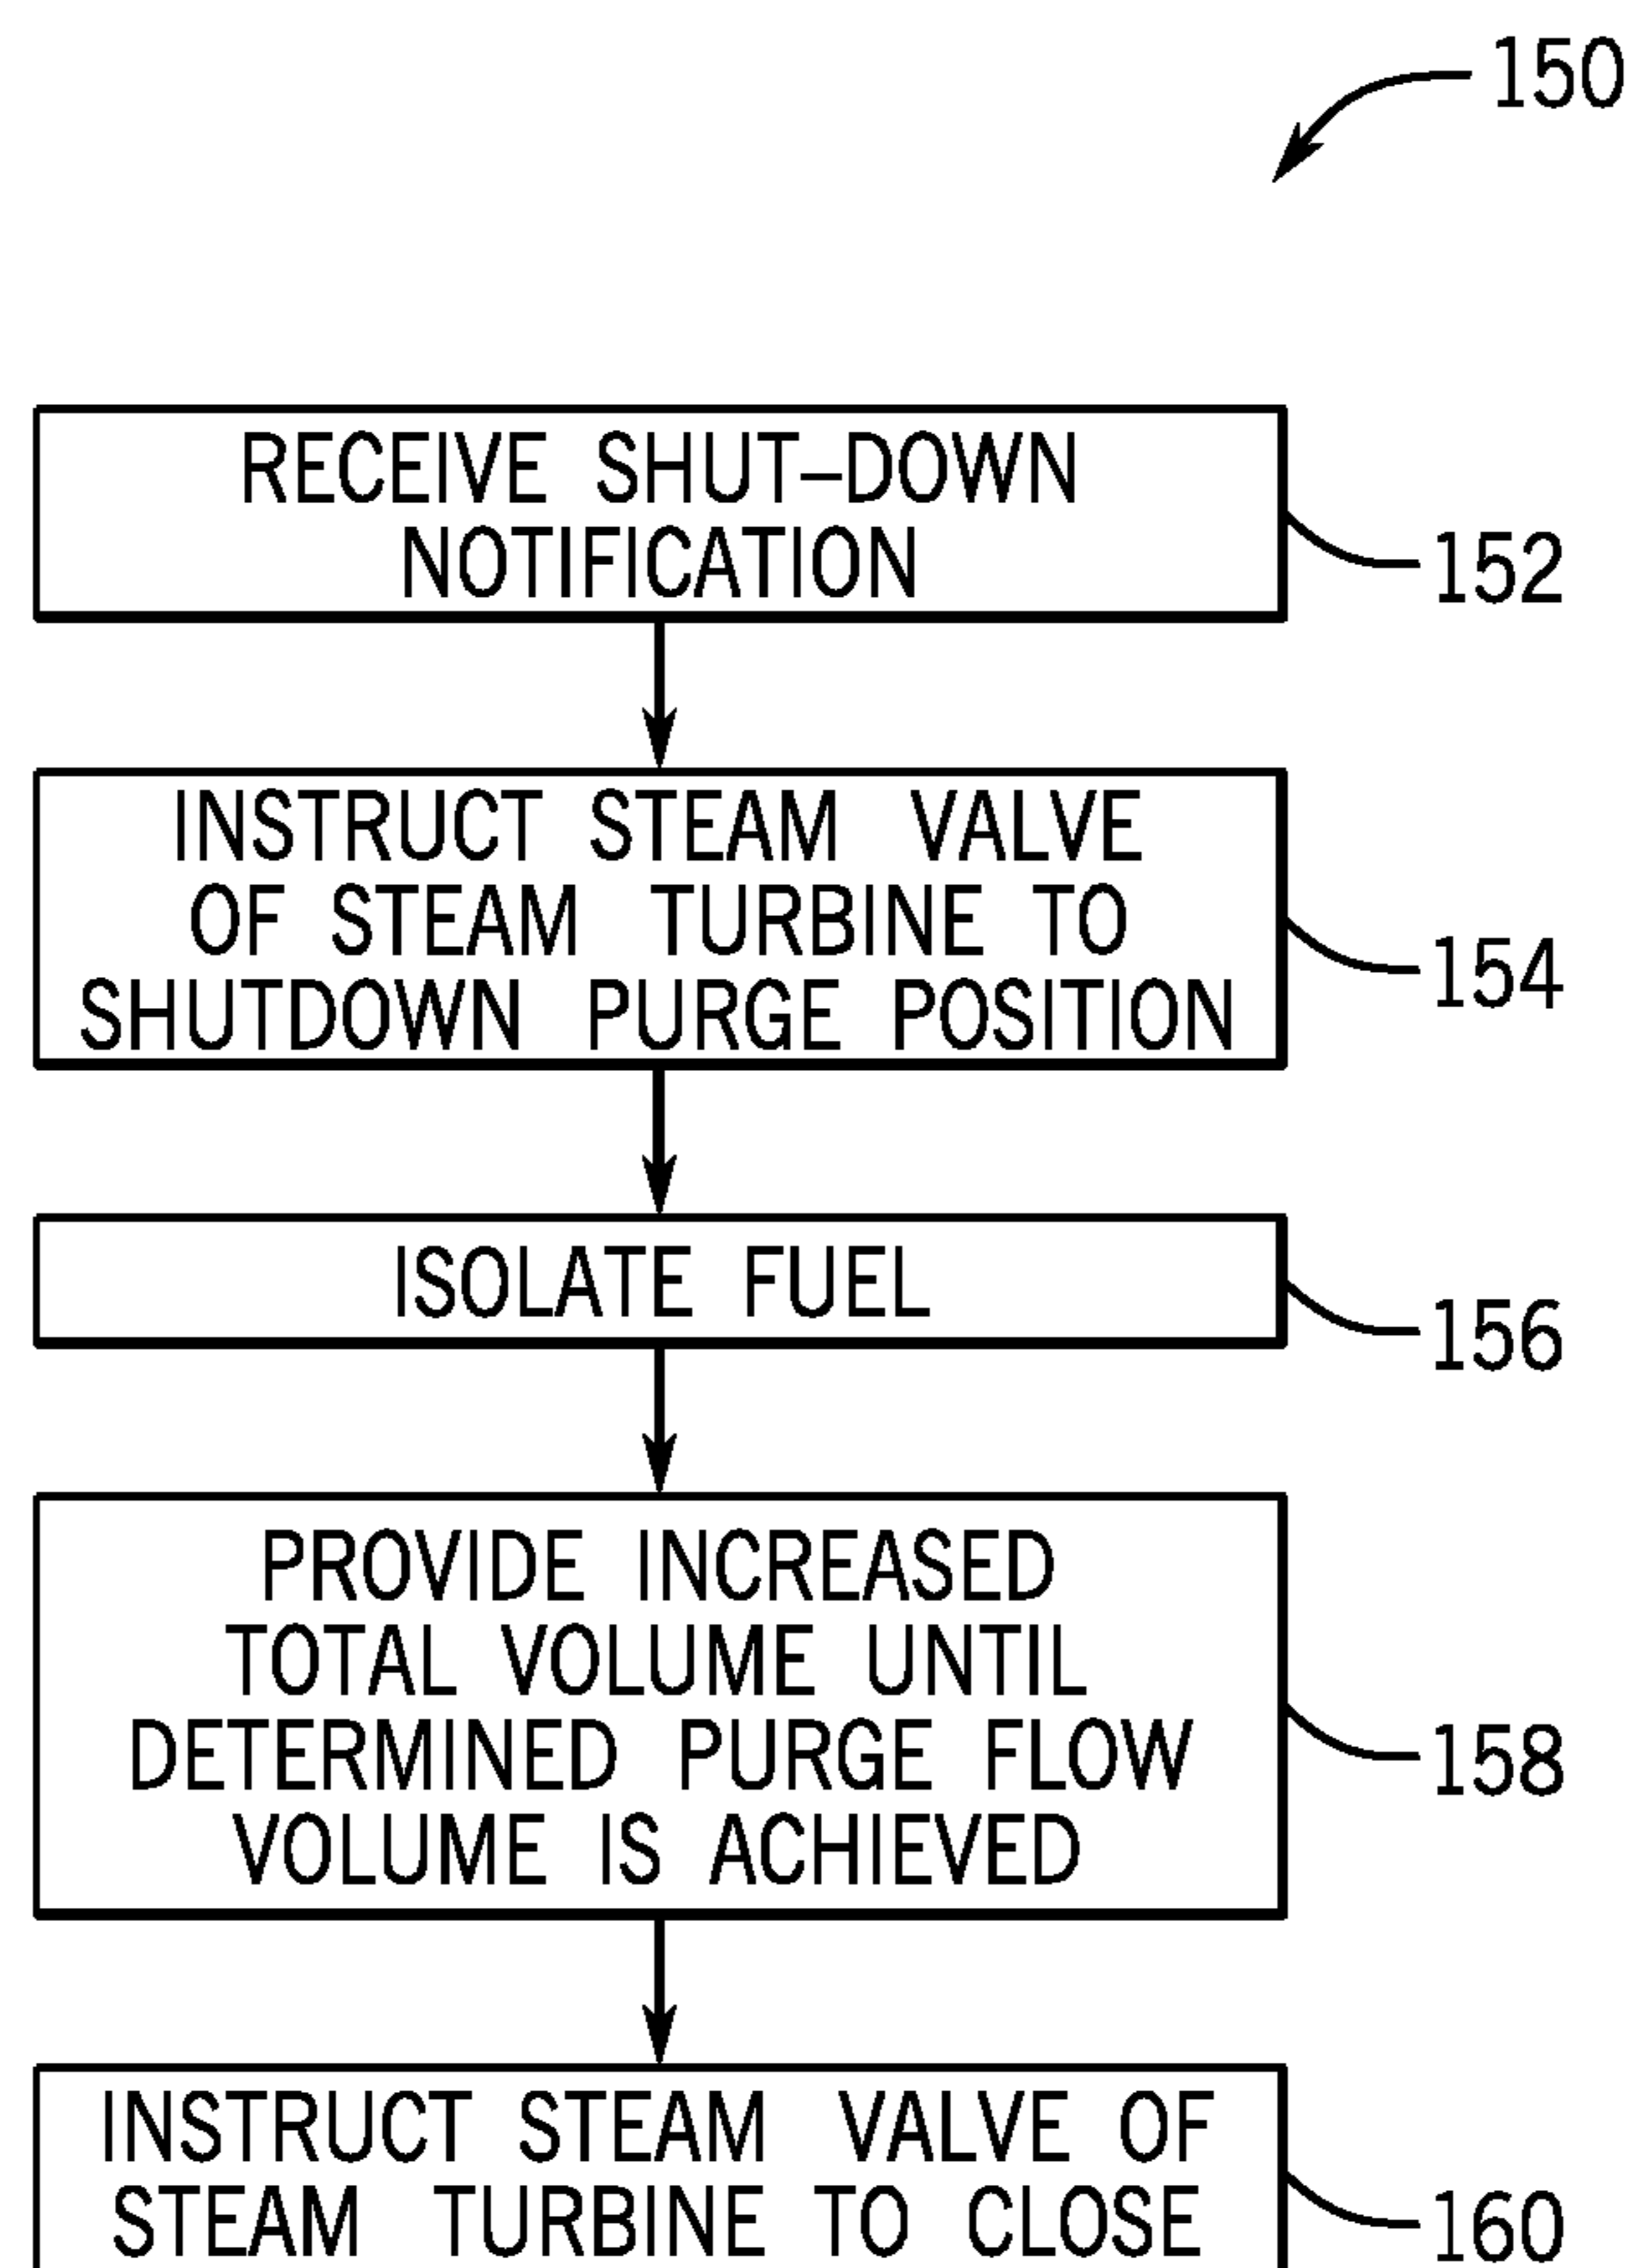 150
RECEIVE SHUT-DOWN
NOTIFICATION
152
INSTRUCT STEAM VALVE
OF STEAM TURBINE TO
SHUTDOWN PURGE POSITION
154
ISOLATE FUEL
156
PROVIDE INCREASED
TOTAL VOLUME UNTIL
DETERMINED PURGE FLOW
VOLUME IS ACHIEVED
158
INSTRUCT STEAM VALVE OF
STEAM TURBINE TO CLOSE
160